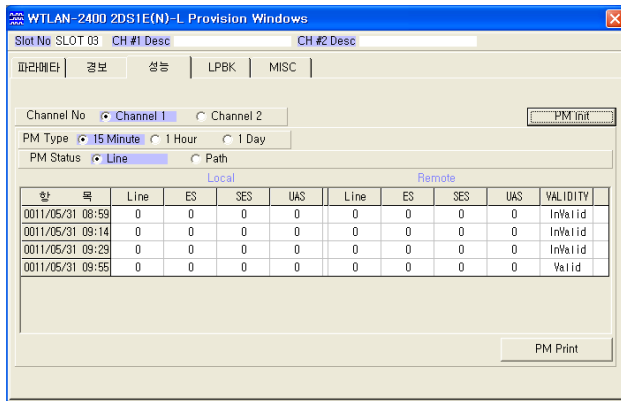 WTLAN-2400 2DS1E(N)-L Provision Windows
Slot No SLOT 03 CH #1 Desc CH #2 Desc
파라메타 경보 성능 LPBK MISC
Channel No Channel 1 Channel 2 PM Init
PM Type 15 Minute 1 Hour 1 Day
PM Status Line Path
Local Remote
항 목 Line ES SES UAS Line ES SES UAS VALIDITY
0011/05/31 08:59 0 0 0 0 0 0 0 0 InValid
0011/05/31 09:14 0 0 0 0 0 0 0 0 InValid
0011/05/31 09:29 0 0 0 0 0 0 0 0 InValid
0011/05/31 09:55 0 0 0 0 0 0 0 0 Valid
PM Print